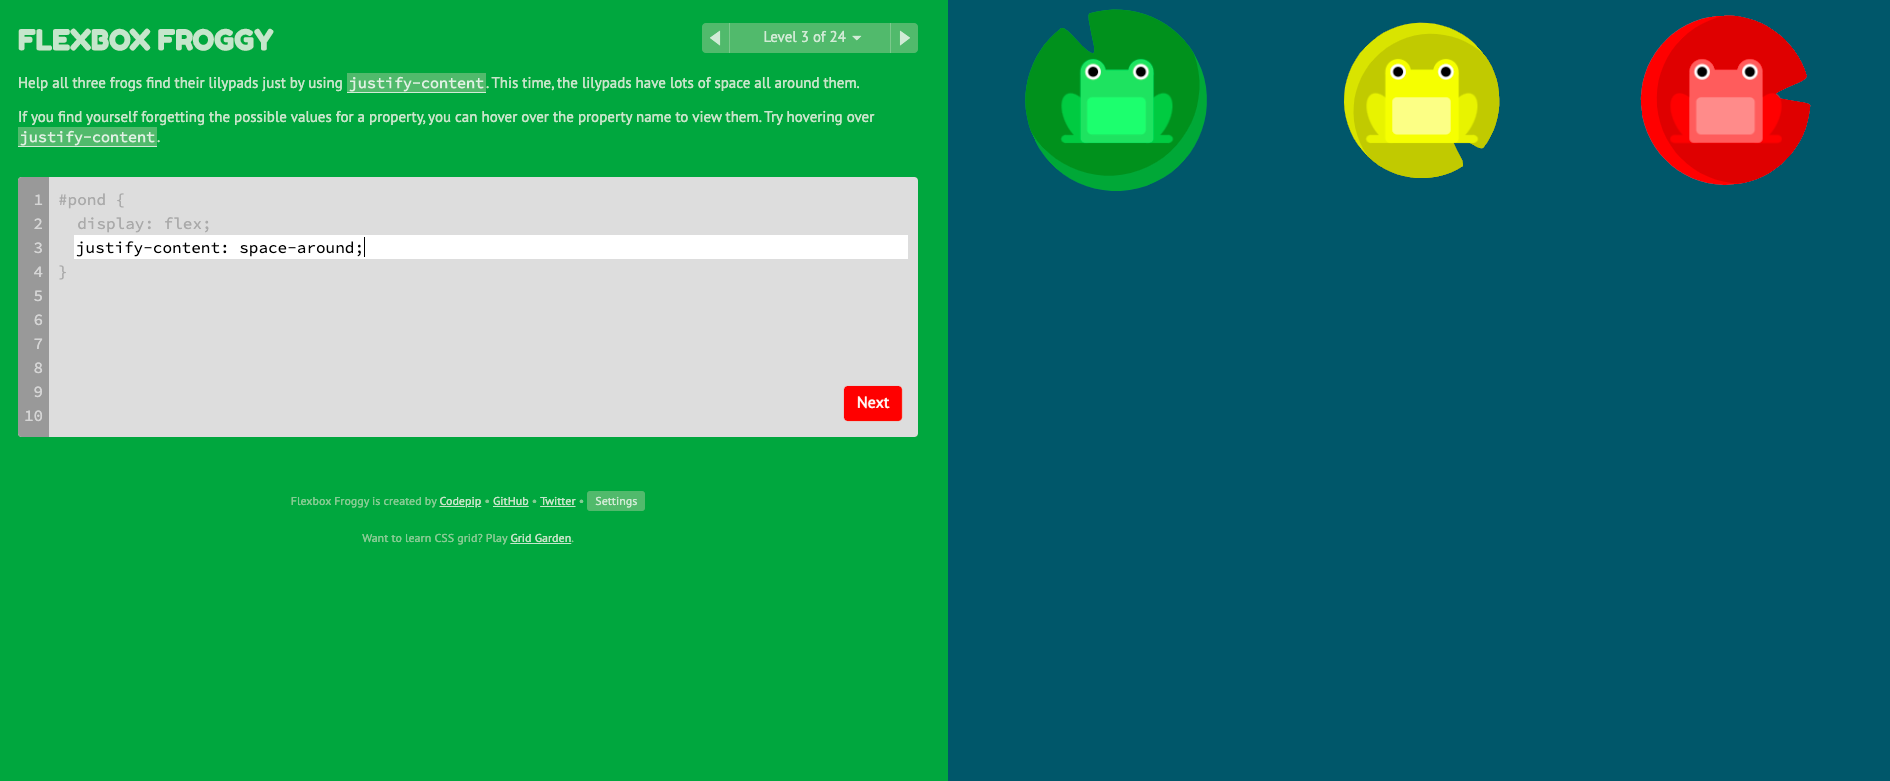 FLEXBOX FROGGY
Level 3 of 24
Help all three frogs find their lilypads just by using justify-content. This time, the lilypads have lots of space all around them.
If you find yourself forgetting the possible values for a property, you can hover over the property name to view them. Try hovering over
justify-content.
1 #pond {
2 display: flex;
3 justify-content: space-around;
4 }
5
6
7
8
9
10
Next
Flexbox Froggy is created by Codepip • GitHub • Twitter • Settings
Want to learn CSS grid? Play Grid Garden.